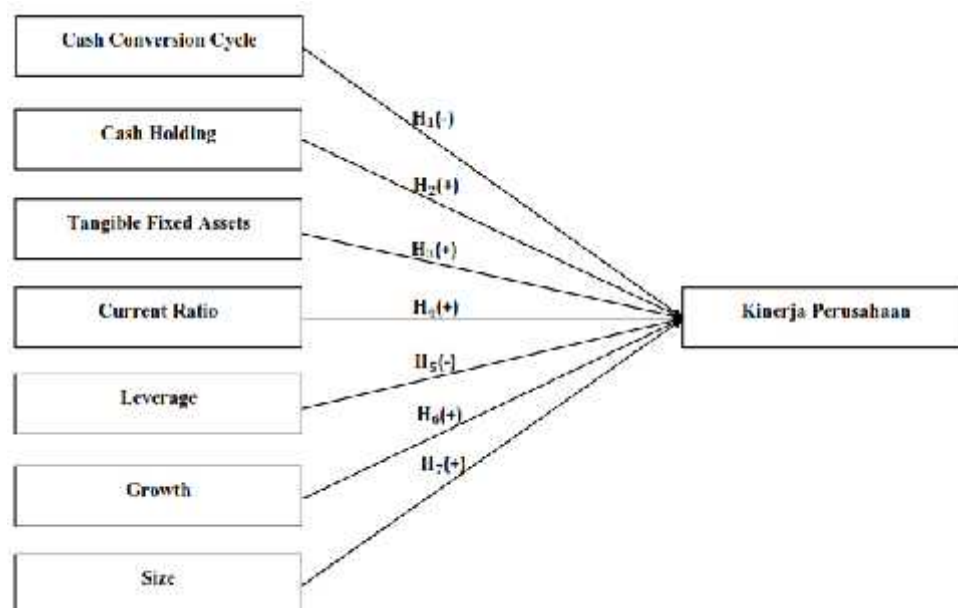 Cash Conversion Cycle
H₁(-)
Cash Holding
H₂(+)
Tangible Fixed Assets
H₃(+)
Current Ratio
H₄(+)
Kinerja Perusahaan
Leverage
H₅(-)
Growth
H₆(+)
H₇(+)
Size